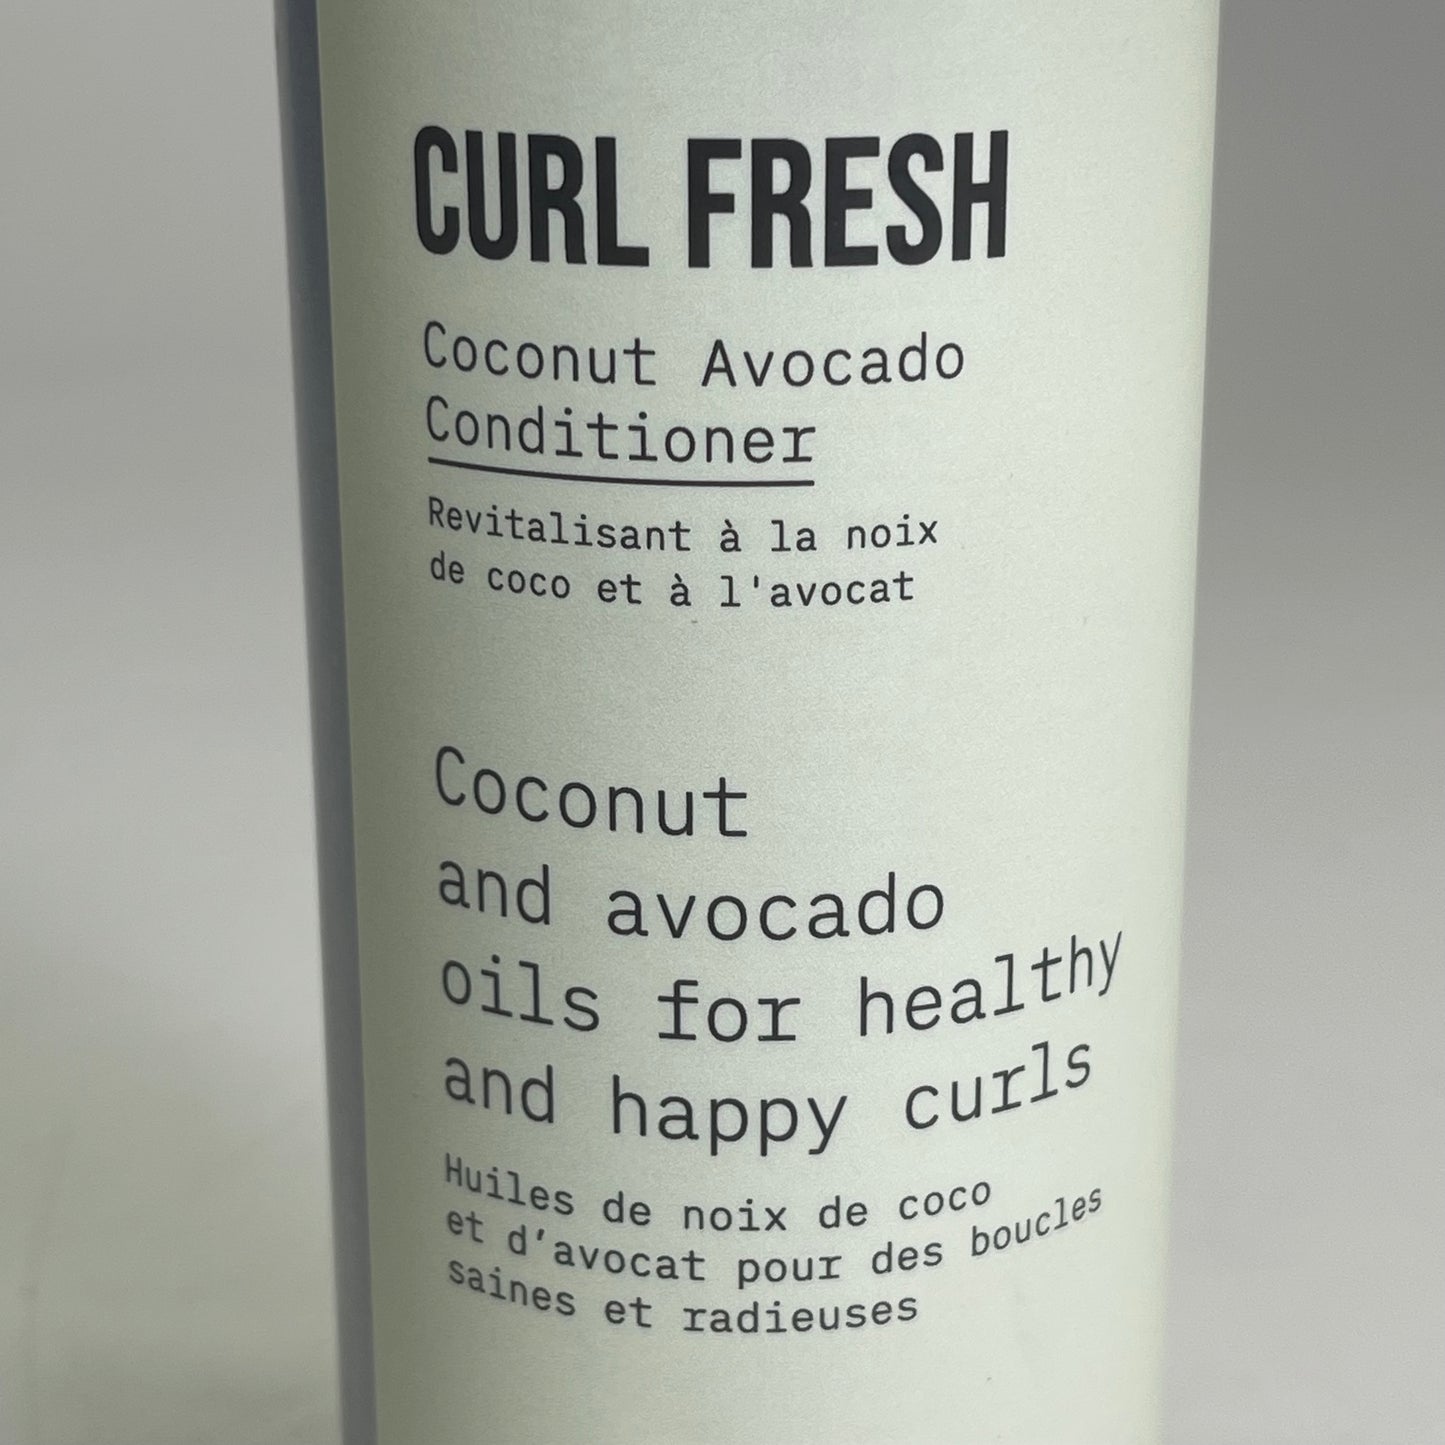 CURL FRESH
Coconut Avocado
Conditioner
Revitalisant à la noix
de coco et à l'avocat
Coconut
and avocado
oils for healthy
and happy curls
Huiles de noix de coco
et d’avocat pour des boucles
saines et radieuses